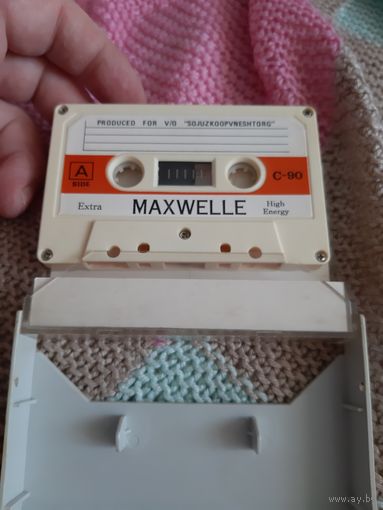 PRODUCED FOR V/O "SOJUZKOOPVNESHTORG"
A
SIDE
C-90
Extra
MAXWELLE
High
Energy
www.ay.by